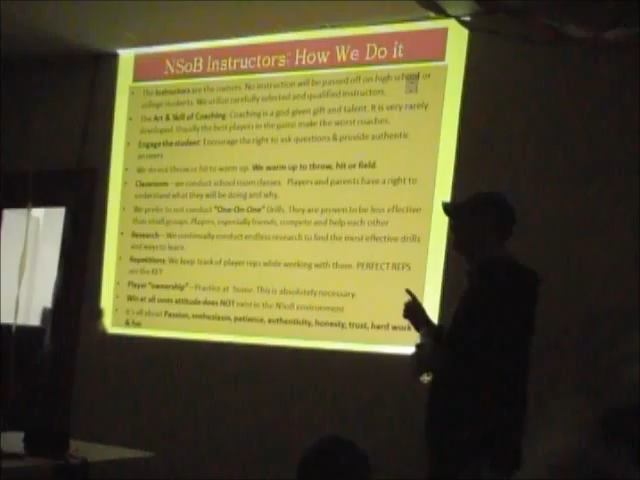 NSoB Instructors: How We Do it
• The Instructors are the owners. No instruction will be passed off on high school or
college students. We utilize carefully selected and qualified instructors.
• The Art & Skill of Coaching - Coaching is a god-given gift and talent. It is very rarely
developed. Usually the best players in the game make the worst coaches.
• Engage the student: Encourage the right to ask questions & provide authentic
answers
• We do not throw or hit to warm up. We warm up to throw, hit or field.
• Classroom – we conduct school room classes. Players and parents have a right to
understand what they will be doing and why.
• We prefer to not conduct "One-On-One" Drills. They are proven to be less effective
than small groups. Players, especially friends, compete and help each other
• Research – We continually conduct endless research to find the most effective drills
and ways to learn.
• Repetitions: We keep track of player reps while working with them. PERFECT REPS
are the KEY
• Player "ownership" – Practice at home. This is absolutely necessary.
• Win at all costs attitude does NOT exist in the NSoB environment
• It's all about Passion, enthusiasm, patience, authenticity, honesty, trust, hard work
& fun